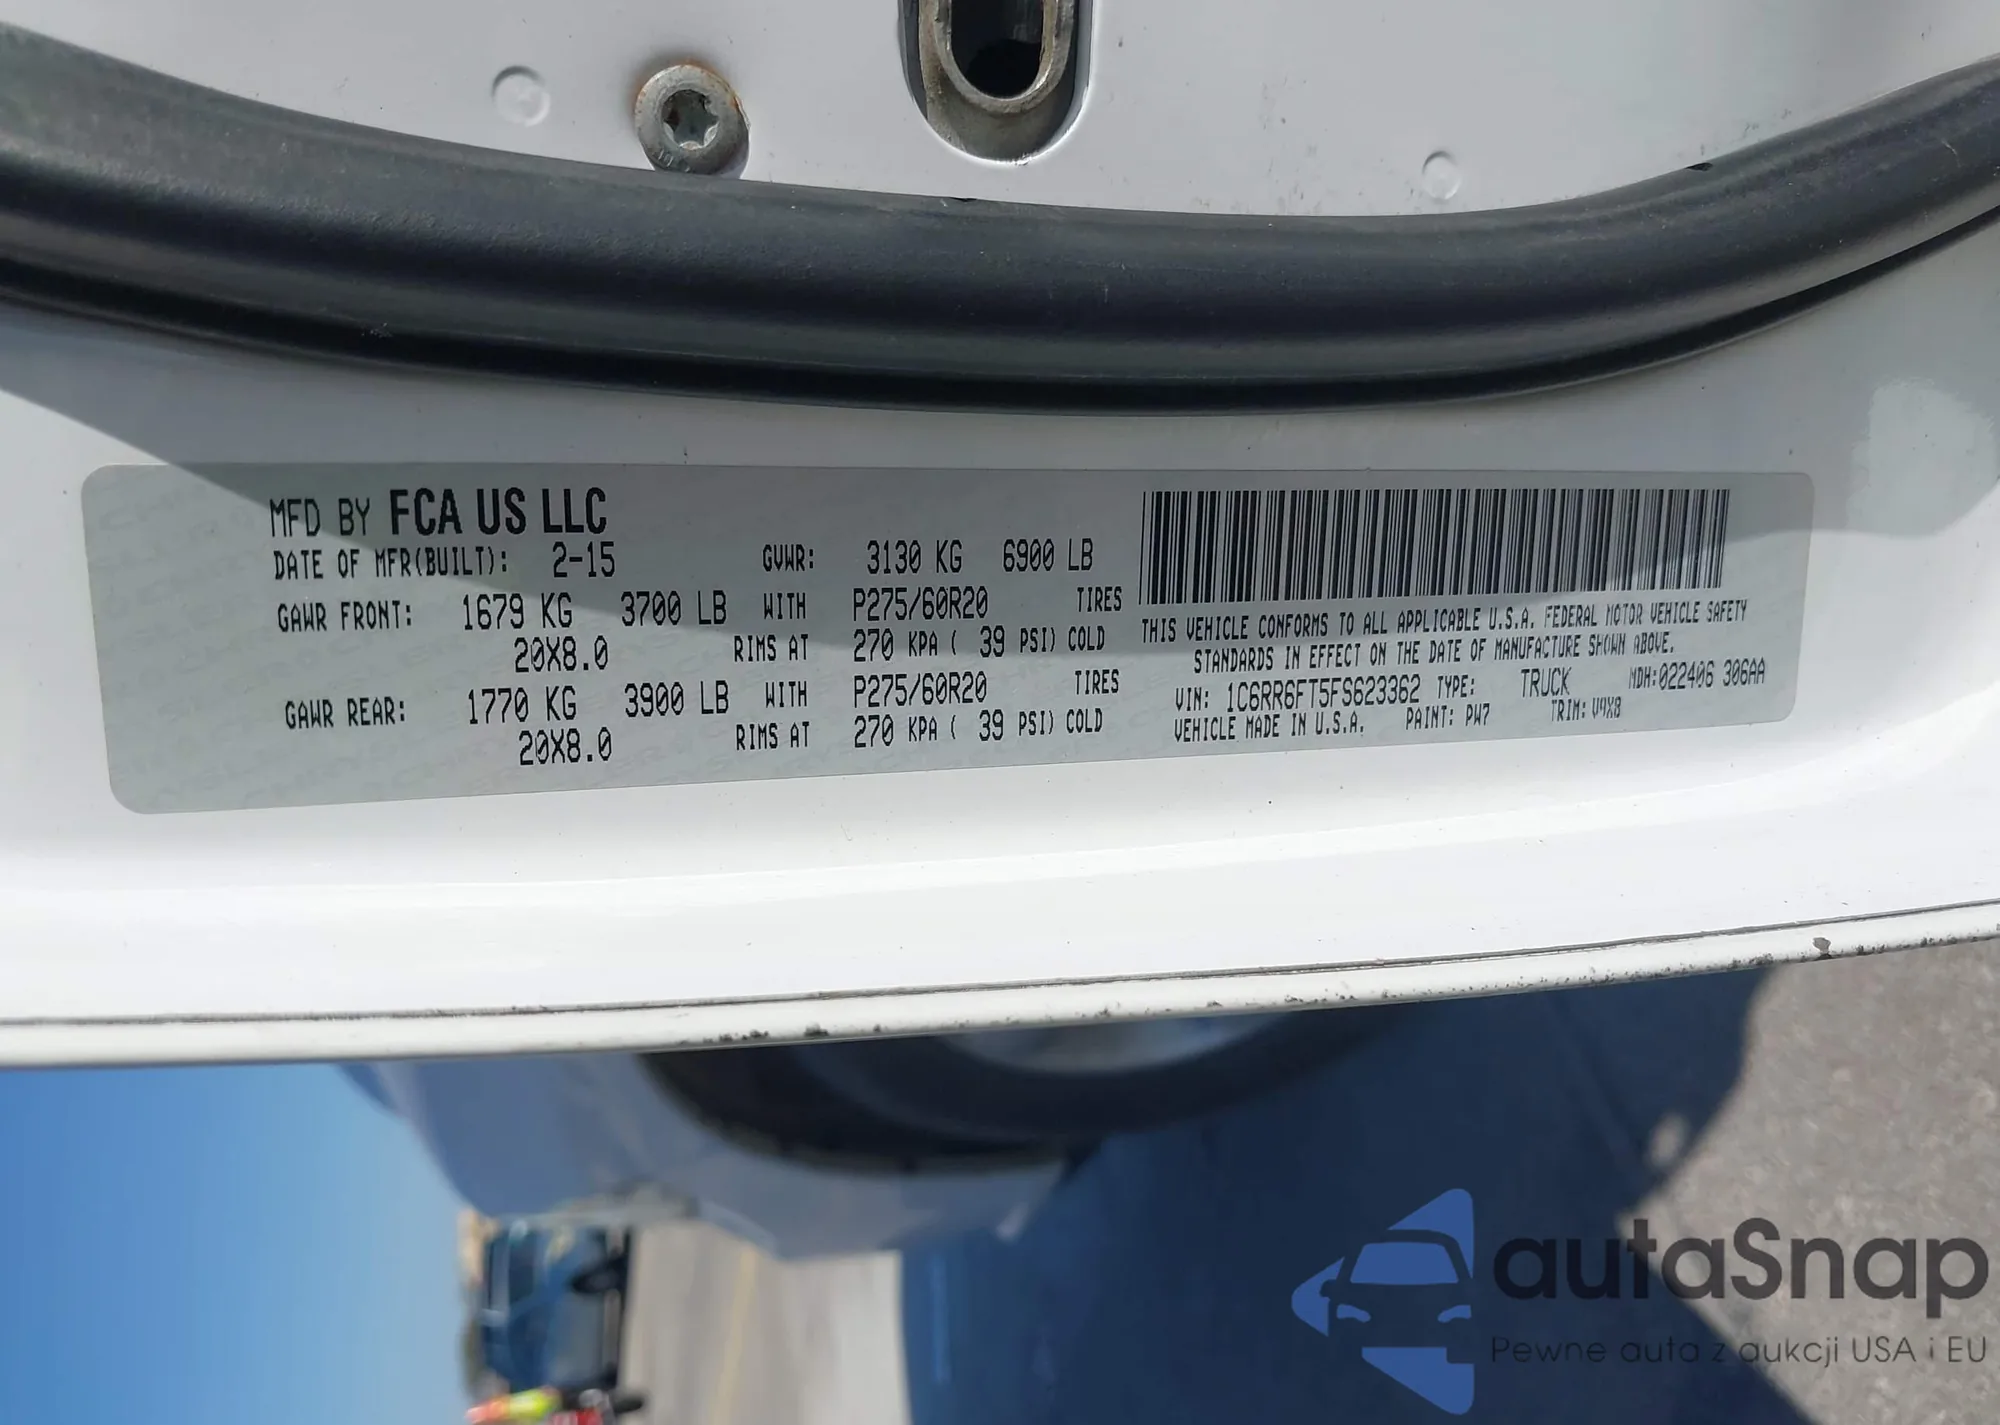 MFD BY FCA US LLC
DATE OF MFR(BUILT): 2-15 GVWR: 3130 KG 6900 LB
GAWR FRONT: 1679 KG 3700 LB WITH P275/60R20 TIRES
20X8.0 RIMS AT 270 KPA ( 39 PSI) COLD
GAWR REAR: 1770 KG 3900 LB WITH P275/60R20 TIRES
20X8.0 RIMS AT 270 KPA ( 39 PSI) COLD
THIS VEHICLE CONFORMS TO ALL APPLICABLE U.S.A. FEDERAL MOTOR VEHICLE SAFETY
STANDARDS IN EFFECT ON THE DATE OF MANUFACTURE SHOWN ABOVE.
VIN: 1C6RR6FT5FS623362 TYPE: TRUCK MDH:022406 306AA
VEHICLE MADE IN U.S.A. PAINT: PW7 TRIM: V9X8
autaSnap
Pewne auta z aukcji USA i EU